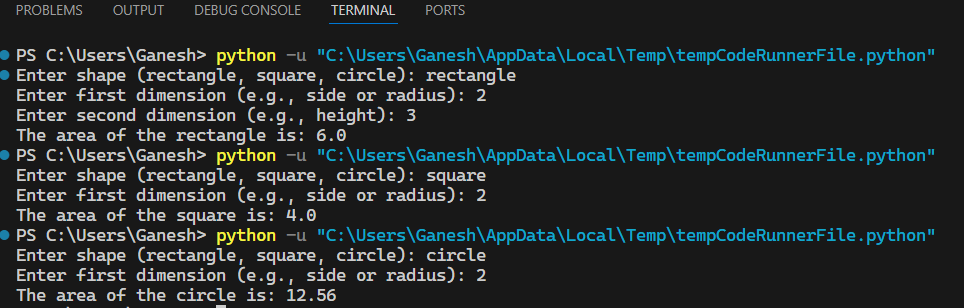 PROBLEMS OUTPUT DEBUG CONSOLE TERMINAL PORTS
PS C:\Users\Ganesh> python -u "C:\Users\Ganesh\AppData\Local\Temp\tempCodeRunnerFile.python"
Enter shape (rectangle, square, circle): rectangle
Enter first dimension (e.g., side or radius): 2
Enter second dimension (e.g., height): 3
The area of the rectangle is: 6.0
PS C:\Users\Ganesh> python -u "C:\Users\Ganesh\AppData\Local\Temp\tempCodeRunnerFile.python"
Enter shape (rectangle, square, circle): square
Enter first dimension (e.g., side or radius): 2
The area of the square is: 4.0
PS C:\Users\Ganesh> python -u "C:\Users\Ganesh\AppData\Local\Temp\tempCodeRunnerFile.python"
Enter shape (rectangle, square, circle): circle
Enter first dimension (e.g., side or radius): 2
The area of the circle is: 12.56